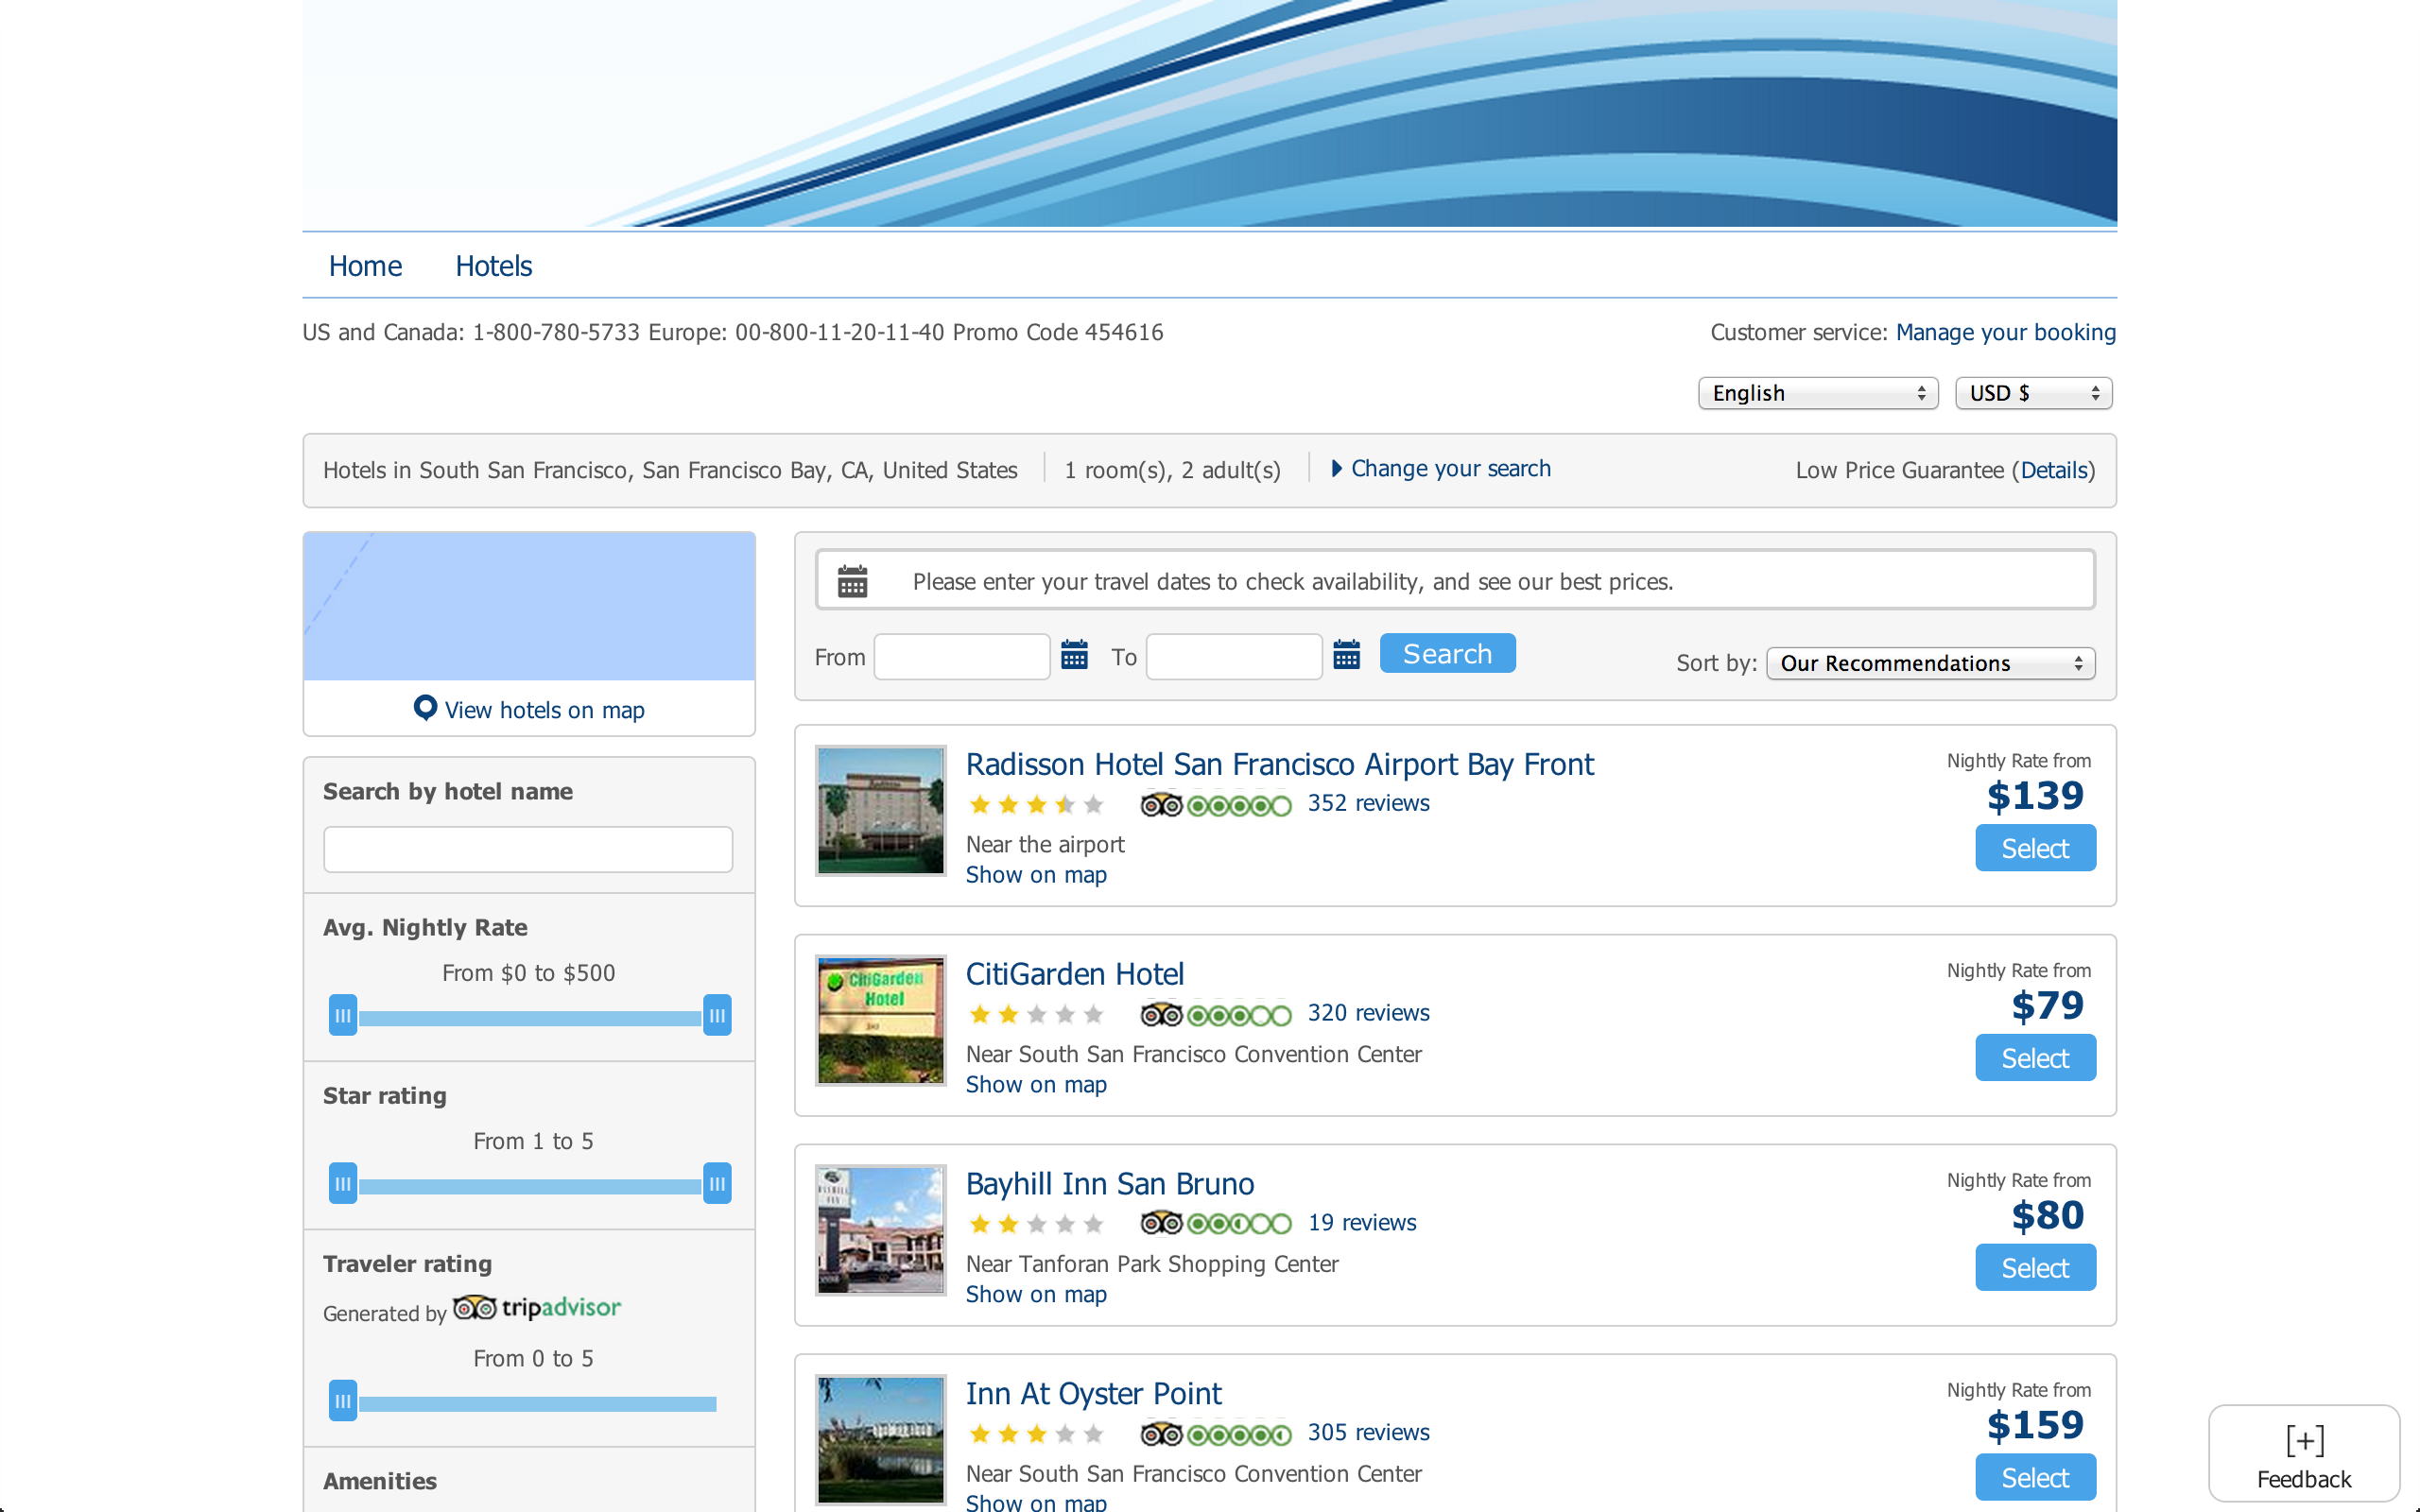 Home Hotels
US and Canada: 1-800-780-5733 Europe: 00-800-11-20-11-40 Promo Code 454616
Customer service: Manage your booking
English
USD $
Hotels in South San Francisco, San Francisco Bay, CA, United States
1 room(s), 2 adult(s)
Change your search
Low Price Guarantee (Details)
View hotels on map
Search by hotel name
Avg. Nightly Rate
From $0 to $500
Star rating
From 1 to 5
Traveler rating
Generated by tripadvisor
From 0 to 5
Amenities
Please enter your travel dates to check availability, and see our best prices.
From
To
Search
Sort by: Our Recommendations
Radisson Hotel San Francisco Airport Bay Front
352 reviews
Near the airport
Show on map
Nightly Rate from
$139
Select
CitiGarden
Hotel
CitiGarden Hotel
320 reviews
Near South San Francisco Convention Center
Show on map
Nightly Rate from
$79
Select
Bayhill Inn San Bruno
19 reviews
Near Tanforan Park Shopping Center
Show on map
Nightly Rate from
$80
Select
Inn At Oyster Point
305 reviews
Near South San Francisco Convention Center
Show on map
Nightly Rate from
$159
Select
[+]
Feedback